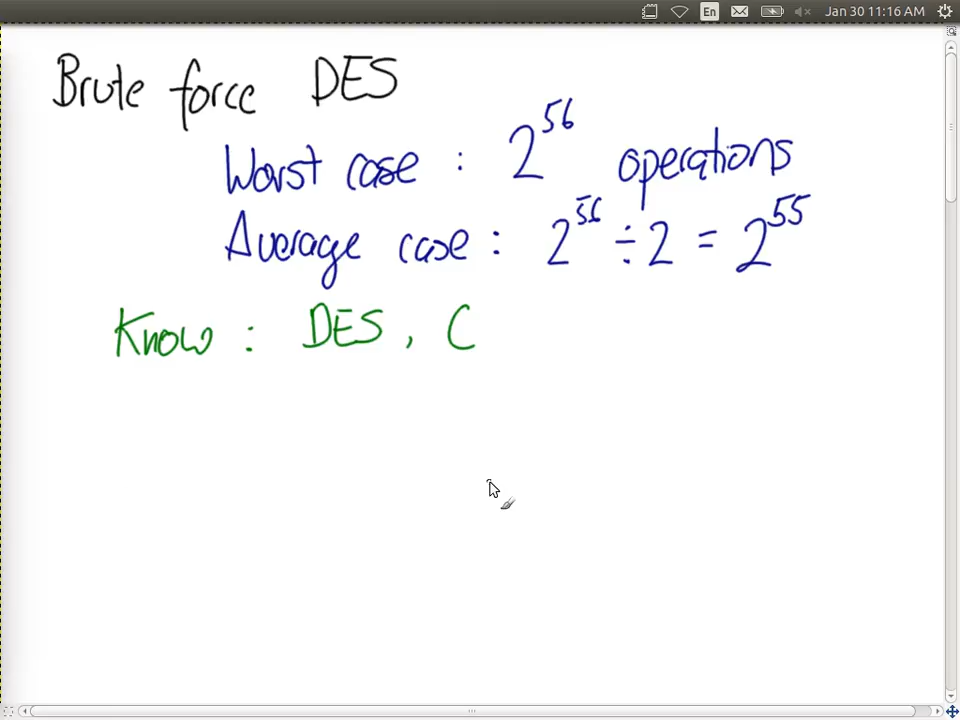 En Jan 30 11:16 AM
Brute force DES
Worst case : 2^56 operations
Average case : 2^56 ÷ 2 = 2^55
Know : DES , C